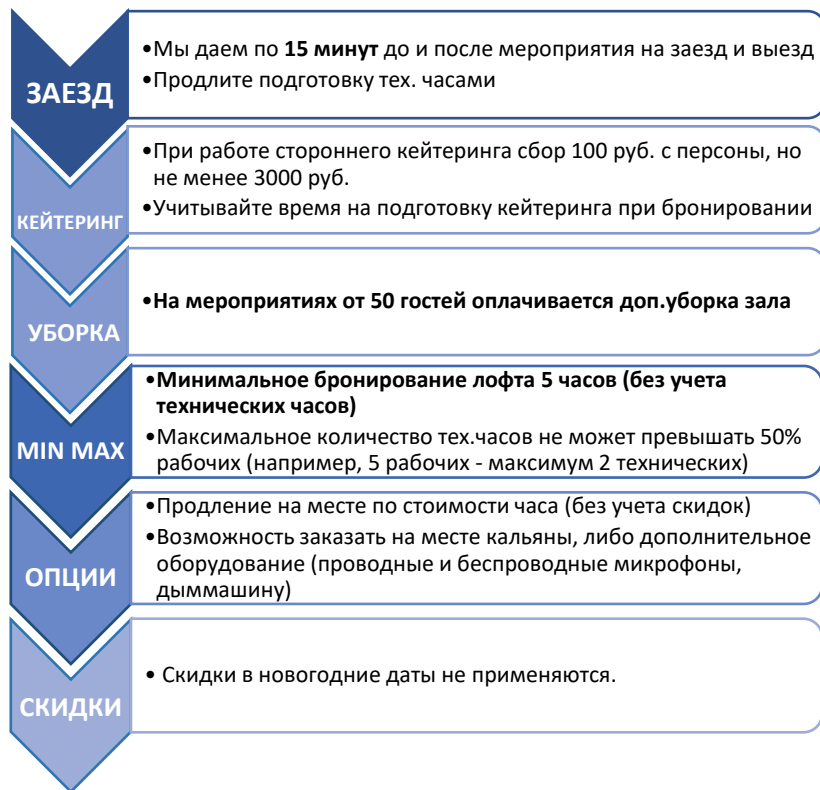 ЗАЕЗД
•Мы даем по 15 минут до и после мероприятия на заезд и выезд
•Продлите подготовку тех. часами
КЕЙТЕРИНГ
•При работе стороннего кейтеринга сбор 100 руб. с персоны, но
не менее 3000 руб.
•Учитывайте время на подготовку кейтеринга при бронировании
УБОРКА
•На мероприятиях от 50 гостей оплачивается доп.уборка зала
MIN MAX
•Минимальное бронирование лофта 5 часов (без учета
технических часов)
•Максимальное количество тех.часов не может превышать 50%
рабочих (например, 5 рабочих - максимум 2 технических)
ОПЦИИ
•Продление на месте по стоимости часа (без учета скидок)
•Возможность заказать на месте кальяны, либо дополнительное
оборудование (проводные и беспроводные микрофоны,
дыммашину)
СКИДКИ
• Скидки в новогодние даты не применяются.